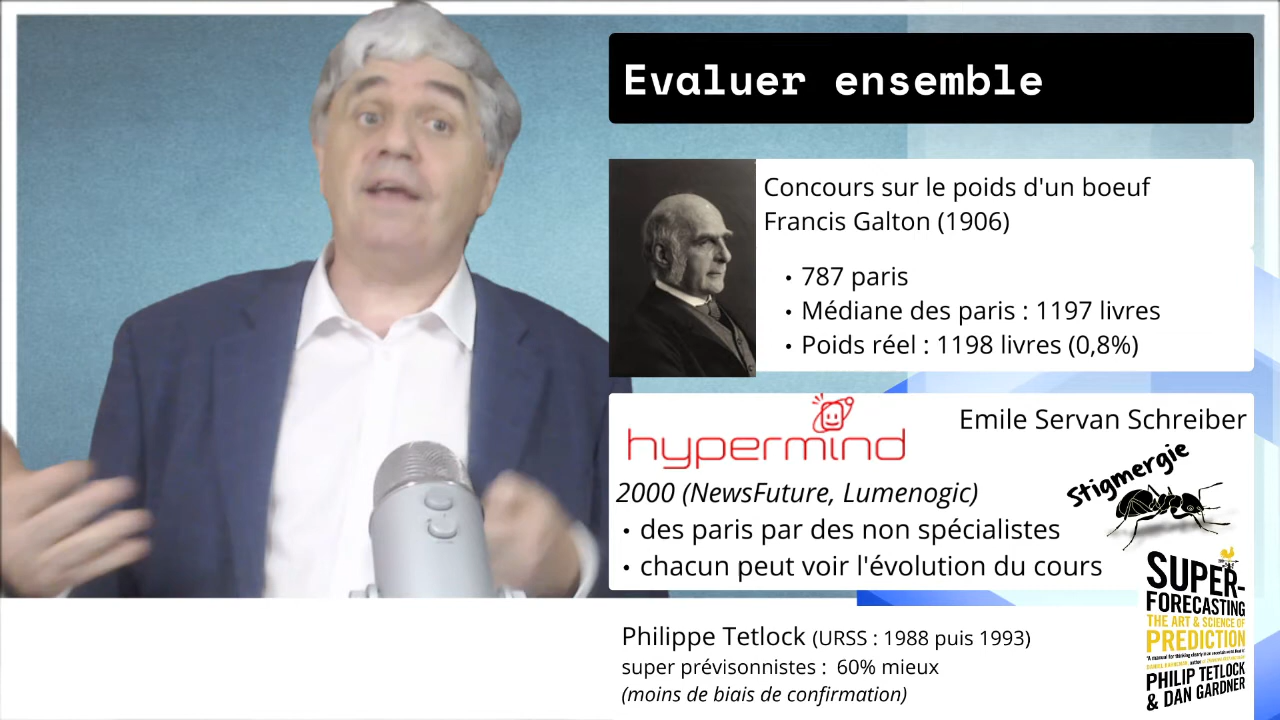 Evaluer ensemble
Concours sur le poids d'un boeuf
Francis Galton (1906)
• 787 paris
• Médiane des paris : 1197 livres
• Poids réel : 1198 livres (0,8%)
hypermind
Emile Servan Schreiber
Stigmergie
2000 (NewsFuture, Lumenogic)
• des paris par des non spécialistes
• chacun peut voir l'évolution du cours
SUPER-
FORECASTING
THE ART & SCIENCE OF
PREDICTION
PHILIP TETLOCK
& DAN GARDNER
Philippe Tetlock (URSS : 1988 puis 1993)
super prévisonnistes : 60% mieux
(moins de biais de confirmation)